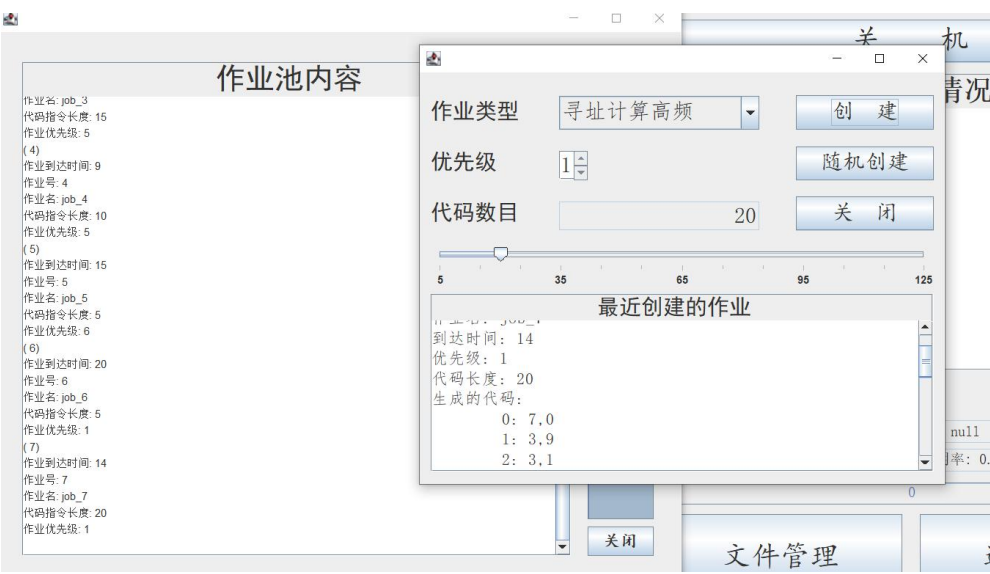 作业池内容
作业名: job_3
代码指令长度: 15
作业优先级: 5
( 4)
作业到达时间: 9
作业号: 4
作业名: job_4
代码指令长度: 10
作业优先级: 5
( 5)
作业到达时间: 15
作业号: 5
作业名: job_5
代码指令长度: 5
作业优先级: 6
( 6)
作业到达时间: 20
作业号: 6
作业名: job_6
代码指令长度: 5
作业优先级: 1
( 7)
作业到达时间: 14
作业号: 7
作业名: job_7
代码指令长度: 20
作业优先级: 1
关闭
作业类型 寻址计算高频 创 建
优先级 1 随机创建
代码数目 20 关 闭
5 35 65 95 125
最近创建的作业
到达时间: 14
优先级: 1
代码长度: 20
生成的代码:
0: 7,0
1: 3,9
2: 3,1
关 机
情况
null
率: 0.
0
文件管理